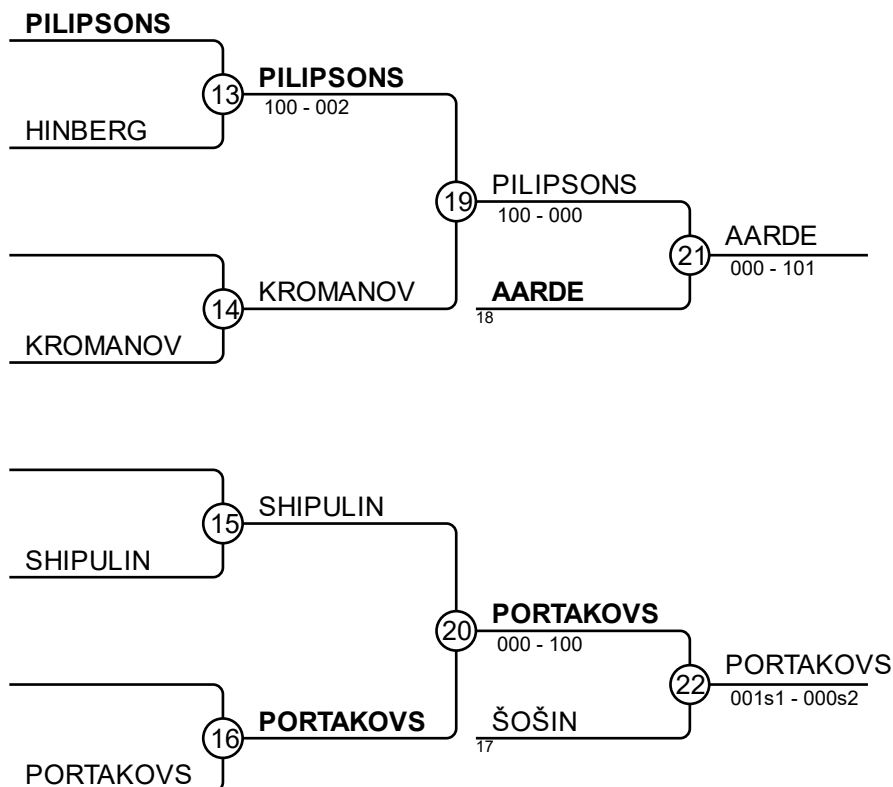 PILIPSONS
13
PILIPSONS
100 - 002
HINBERG
19
PILIPSONS
100 - 000
21
AARDE
000 - 101
14
KROMANOV
AARDE
18
KROMANOV
15
SHIPULIN
SHIPULIN
20
PORTAKOVS
000 - 100
22
PORTAKOVS
001s1 - 000s2
16
PORTAKOVS
ŠOŠIN
17
PORTAKOVS